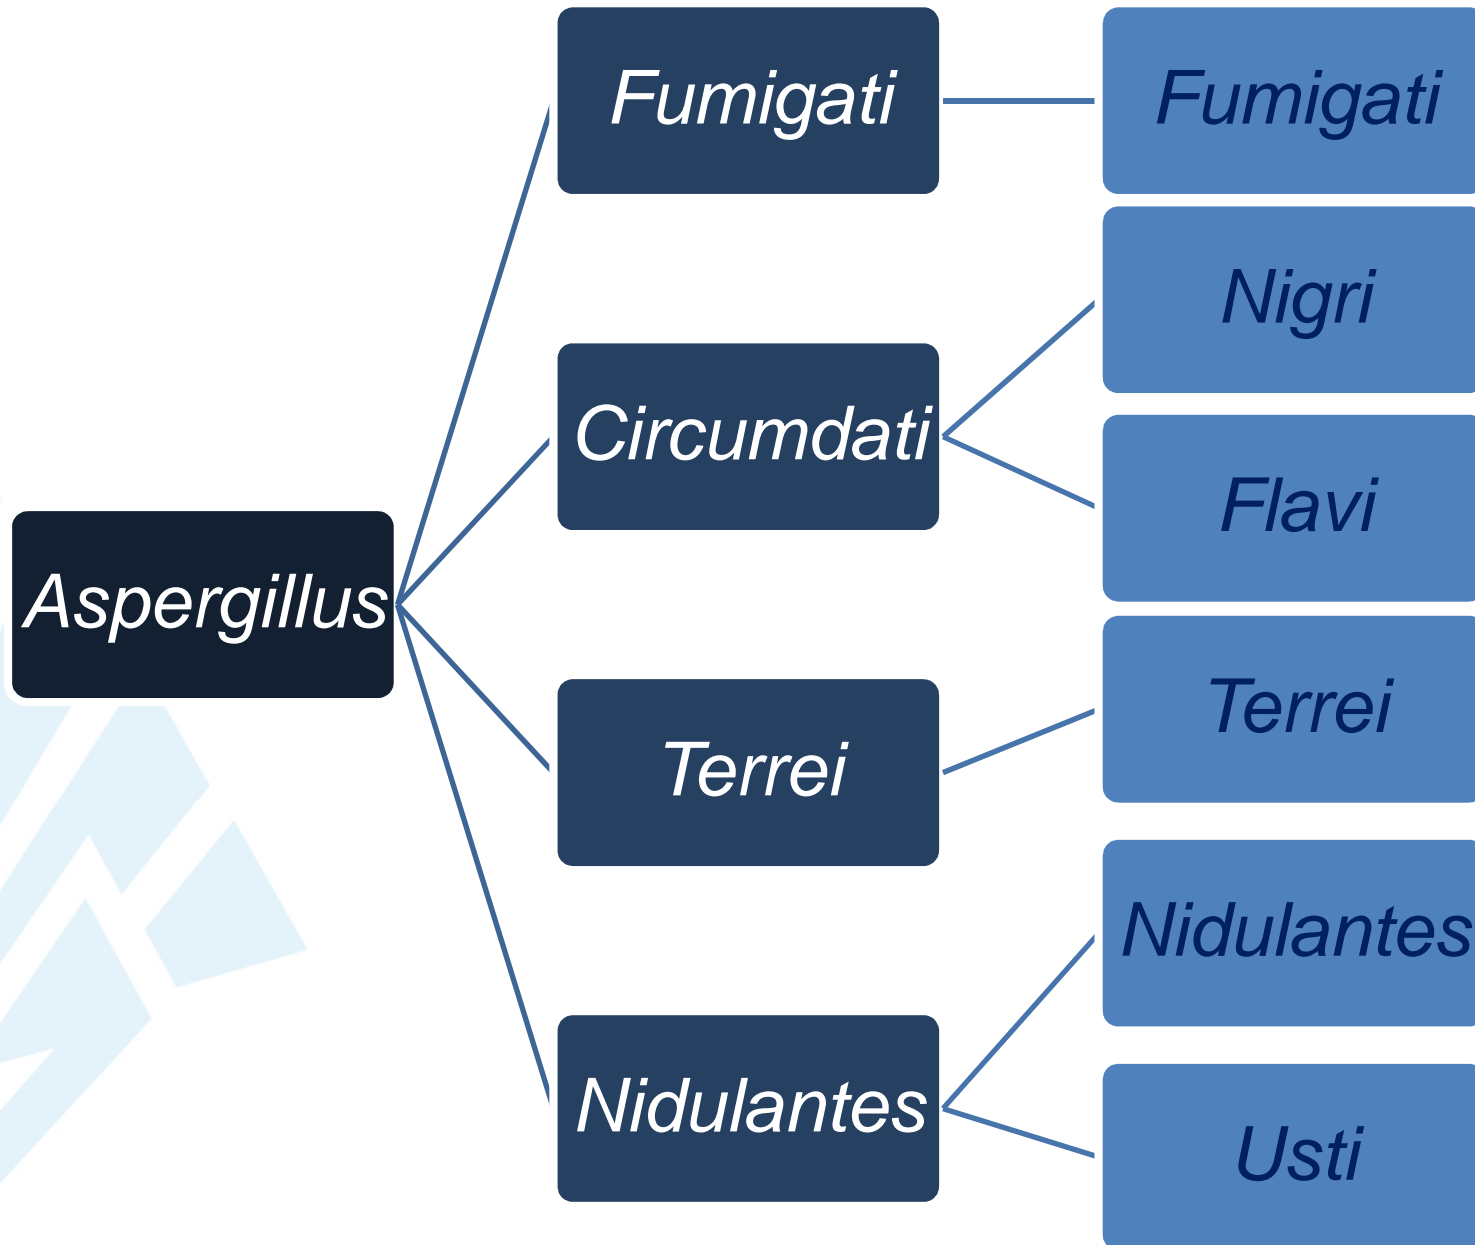 Aspergillus
Fumigati
Fumigati
Circumdati
Nigri
Flavi
Terrei
Terrei
Nidulantes
Nidulantes
Usti